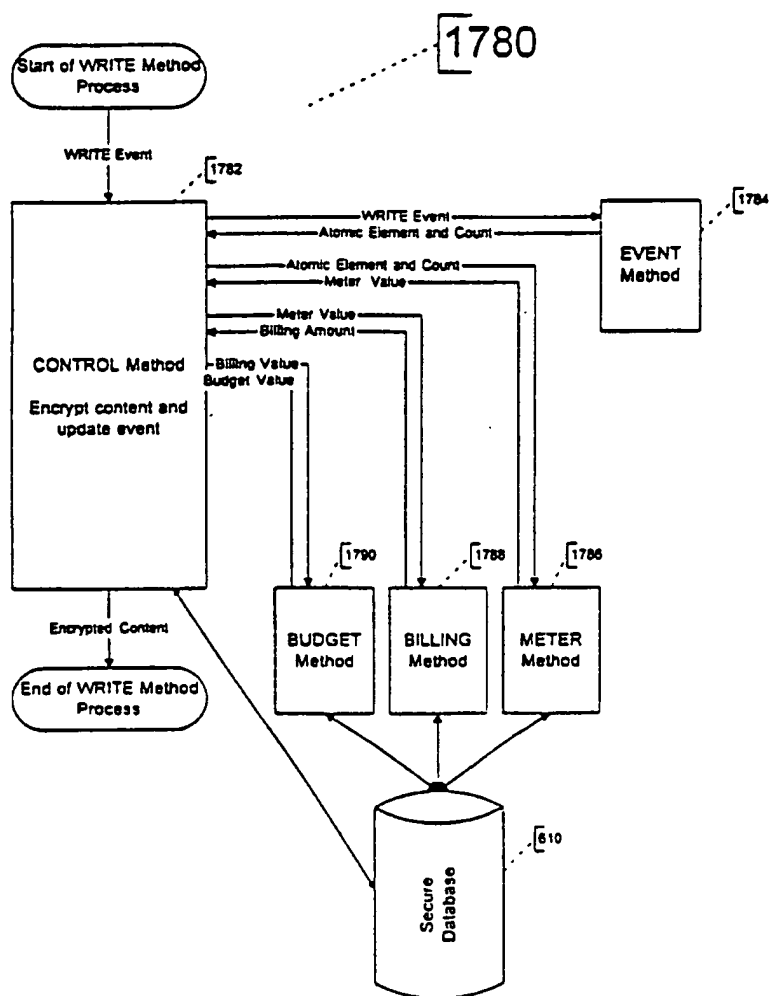 1780
Start of WRITE Method
Process
WRITE Event
1782
WRITE Event
Atomic Element and Count
1784
EVENT
Method
Atomic Element and Count
Meter Value
Meter Value
Billing Amount
CONTROL Method
Encrypt content and
update event
Billing Value
Budget Value
1790
1788
1786
BUDGET
Method
BILLING
Method
METER
Method
Encrypted Content
End of WRITE Method
Process
610
Secure
Database